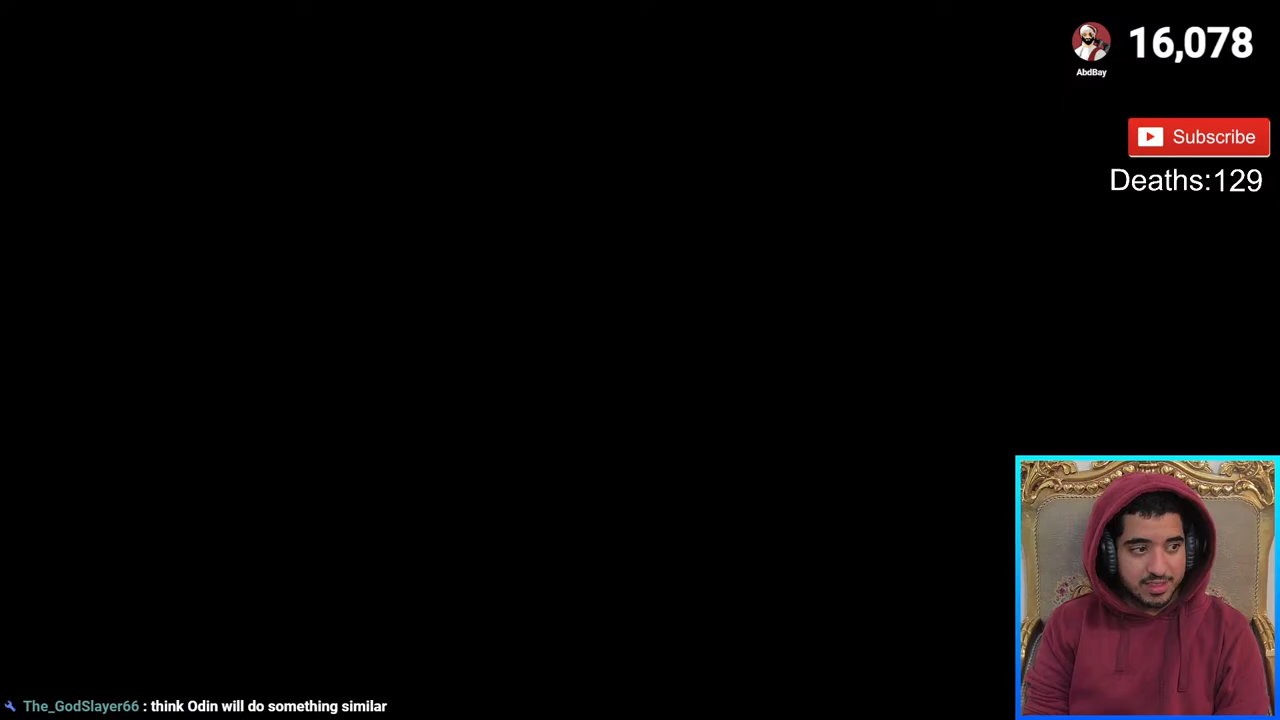 16,078
AbdBay
Subscribe
Deaths:129
The_GodSlayer66 : think Odin will do something similar